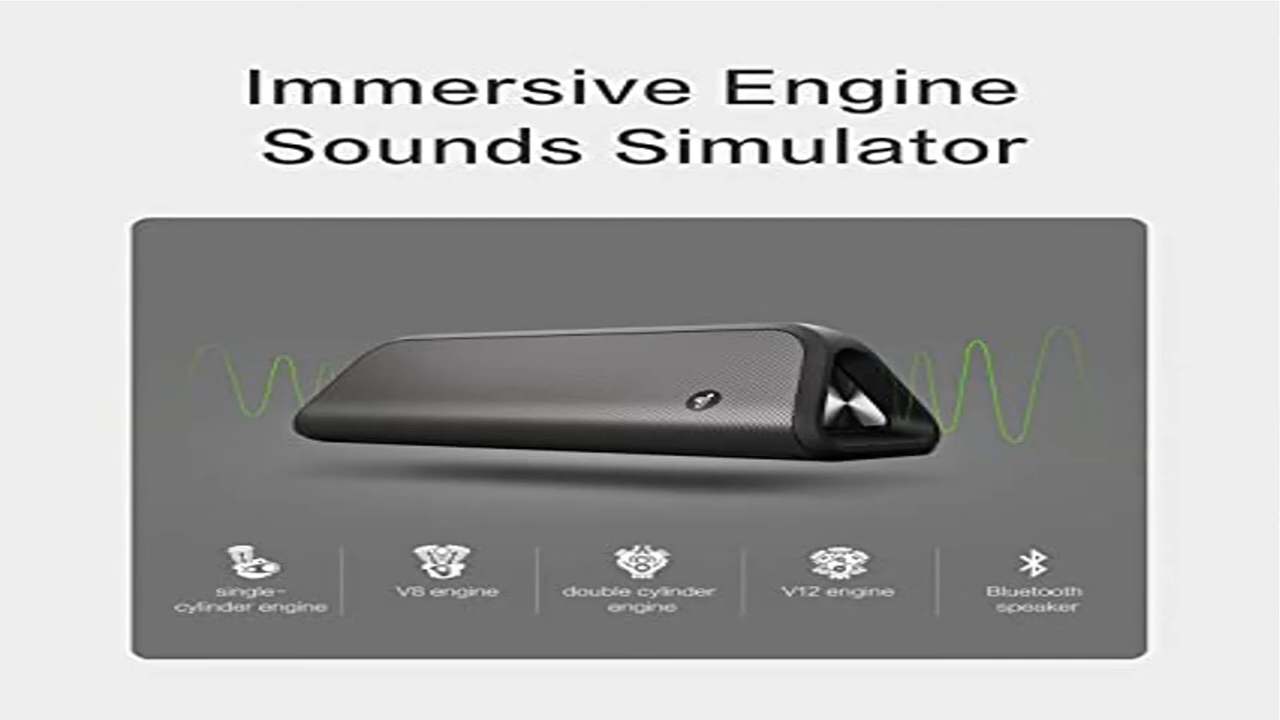 Immersive Engine
Sounds Simulator
single-
cylinder engine
V8 engine
double cylinder
engine
V12 engine
Bluetooth
speaker